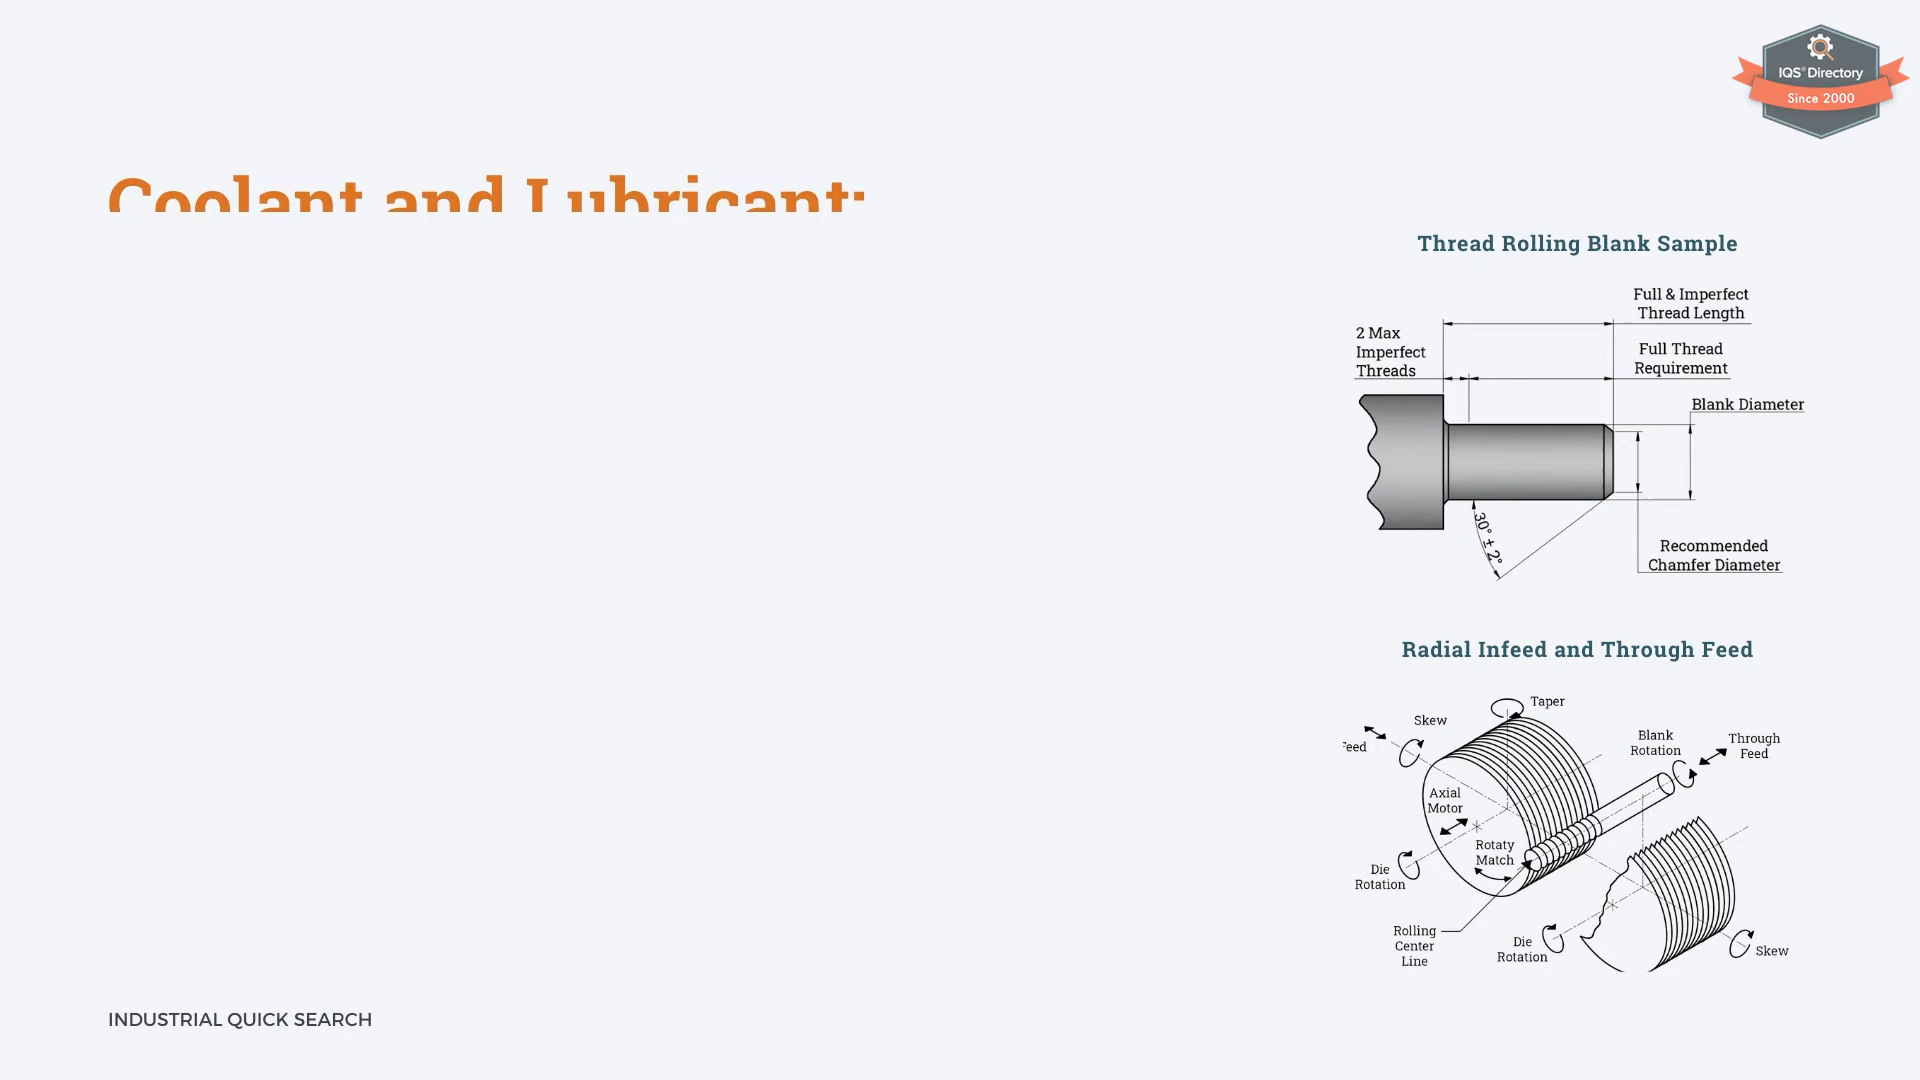 IQS® Directory
Since 2000
Coolant and Lubricant:
Thread Rolling Blank Sample
Full & Imperfect
Thread Length
2 Max
Imperfect
Threads
Full Thread
Requirement
Blank Diameter
30° ± 2°
Recommended
Chamfer Diameter
Radial Infeed and Through Feed
Taper
Skew
Feed
Blank
Rotation
Through
Feed
Axial
Motor
Rotaty
Match
Die
Rotation
Rolling
Center
Line
Die
Rotation
Skew
INDUSTRIAL QUICK SEARCH